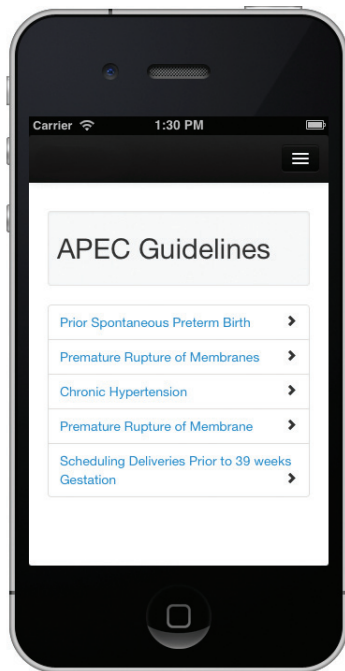 Carrier 1:30 PM
APEC Guidelines
Prior Spontaneous Preterm Birth
Premature Rupture of Membranes
Chronic Hypertension
Premature Rupture of Membrane
Scheduling Deliveries Prior to 39 weeks
Gestation